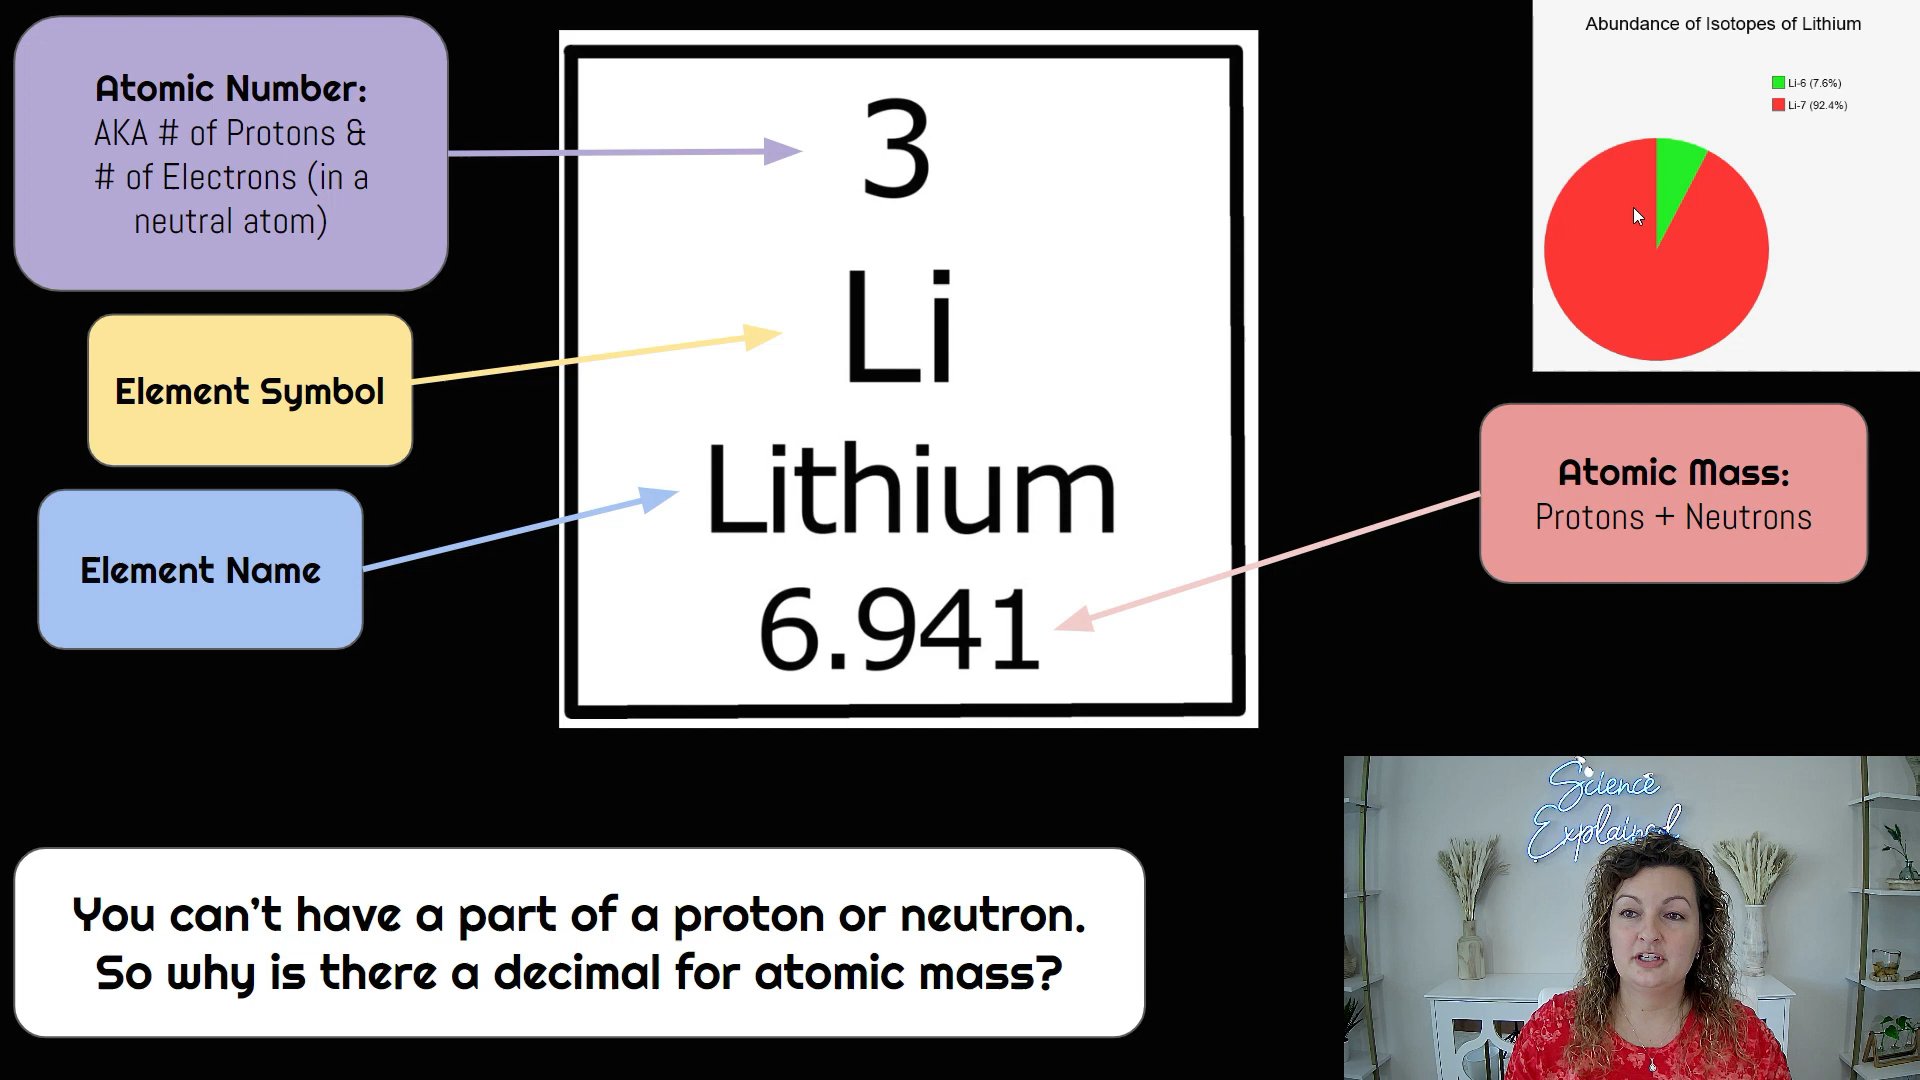 Atomic Number:
AKA # of Protons &
# of Electrons (in a
neutral atom)
Element Symbol
Element Name
3
Li
Lithium
6.941
Abundance of Isotopes of Lithium
Li-6 (7.6%)
Li-7 (92.4%)
Atomic Mass:
Protons + Neutrons
You can't have a part of a proton or neutron.
So why is there a decimal for atomic mass?
Science
Explained